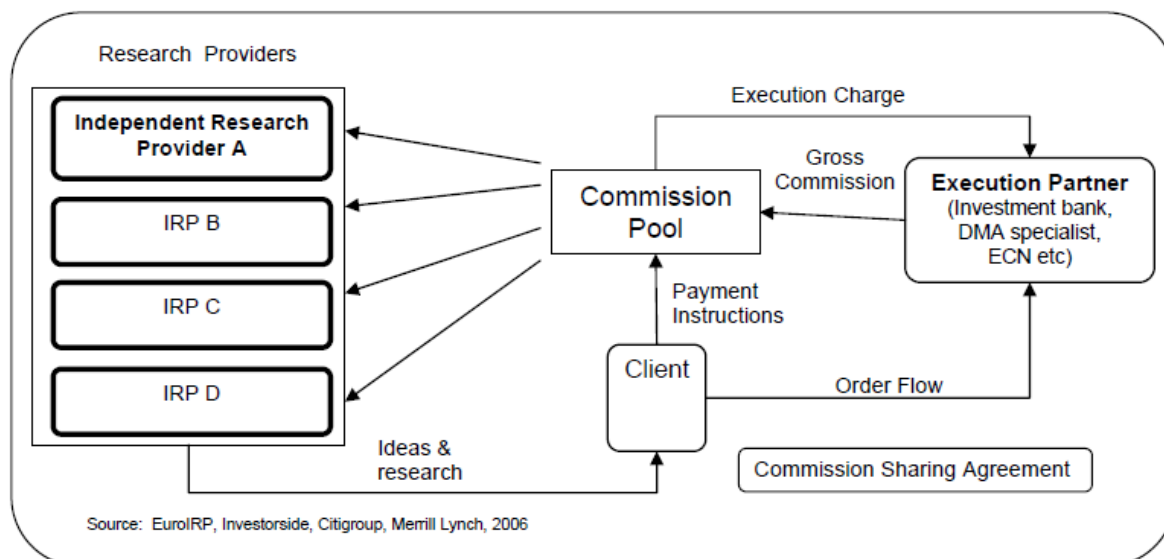 Research Providers
Independent Research
Provider A
IRP B
IRP C
IRP D
Execution Charge
Gross
Commission
Commission
Pool
Execution Partner
(Investment bank,
DMA specialist,
ECN etc)
Payment
Instructions
Client
Order Flow
Ideas &
research
Commission Sharing Agreement
Source: EuroIRP, Investorside, Citigroup, Merrill Lynch, 2006